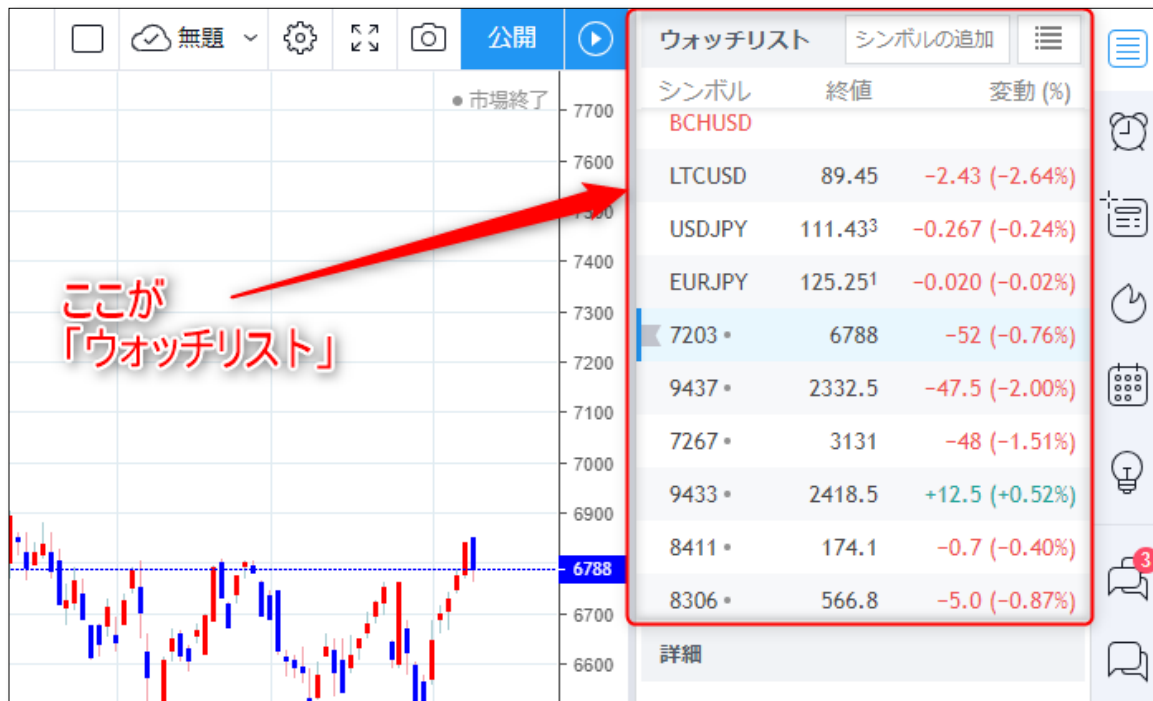 無題
公開
市場終了
7700
7600
7400
7300
7200
7100
7000
6900
6788
6700
6600
ここが
「ウォッチリスト」
ウォッチリスト シンボルの追加
シンボル 終値 変動 (%)
BCHUSD
LTCUSD 89.45 −2.43 (−2.64%)
USDJPY 111.43³ −0.267 (−0.24%)
EURJPY 125.25¹ −0.020 (−0.02%)
7203 • 6788 −52 (−0.76%)
9437 • 2332.5 −47.5 (−2.00%)
7267 • 3131 −48 (−1.51%)
9433 • 2418.5 +12.5 (+0.52%)
8411 • 174.1 −0.7 (−0.40%)
8306 • 566.8 −5.0 (−0.87%)
詳細
3